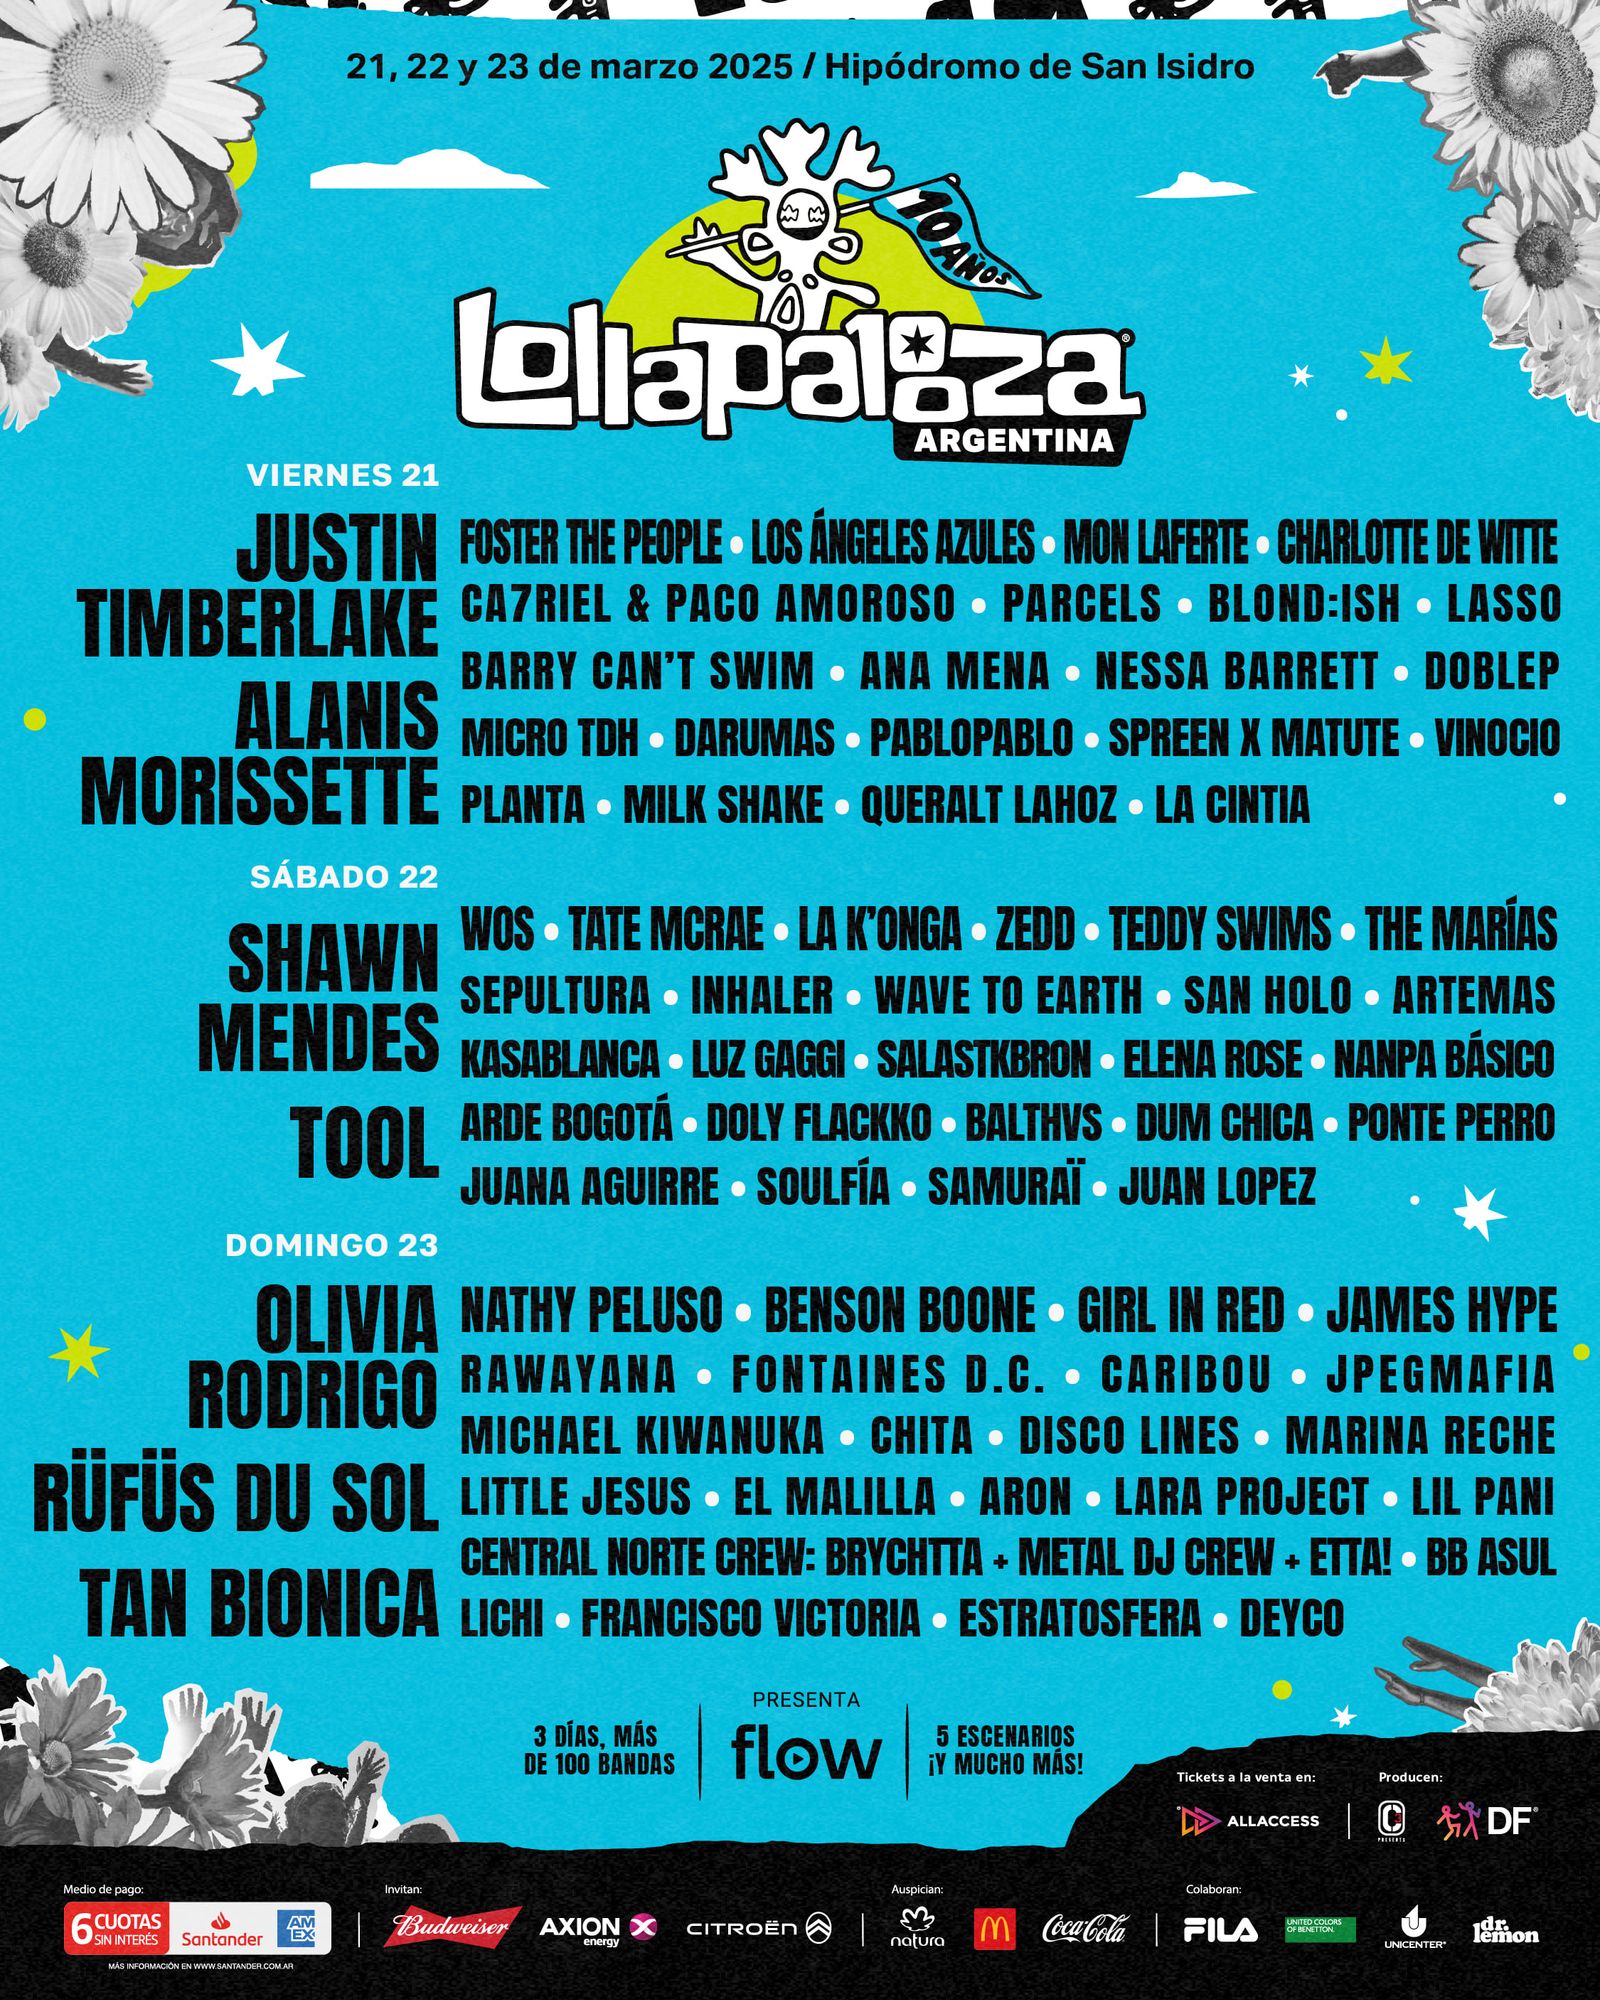 21, 22 y 23 de marzo 2025 / Hipódromo de San Isidro
10 AÑOS
Lollapalooza®
ARGENTINA
VIERNES 21
JUSTIN
TIMBERLAKE
ALANIS
MORISSETTE
FOSTER THE PEOPLE • LOS ÁNGELES AZULES • MON LAFERTE • CHARLOTTE DE WITTE
CA7RIEL & PACO AMOROSO • PARCELS • BLOND:ISH • LASSO
BARRY CAN'T SWIM • ANA MENA • NESSA BARRETT • DOBLEP
MICRO TDH • DARUMAS • PABLOPABLO • SPREEN X MATUTE • VINOCIO
PLANTA • MILK SHAKE • QUERALT LAHOZ • LA CINTIA
SÁBADO 22
SHAWN
MENDES
TOOL
WOS • TATE MCRAE • LA K'ONGA • ZEDD • TEDDY SWIMS • THE MARÍAS
SEPULTURA • INHALER • WAVE TO EARTH • SAN HOLO • ARTEMAS
KASABLANCA • LUZ GAGGI • SALASTKBRON • ELENA ROSE • NANPA BÁSICO
ARDE BOGOTÁ • DOLY FLACKKO • BALTHVS • DUM CHICA • PONTE PERRO
JUANA AGUIRRE • SOULFÍA • SAMURAÏ • JUAN LOPEZ
DOMINGO 23
OLIVIA
RODRIGO
RÜFÜS DU SOL
TAN BIONICA
NATHY PELUSO • BENSON BOONE • GIRL IN RED • JAMES HYPE
RAWAYANA • FONTAINES D.C. • CARIBOU • JPEGMAFIA
MICHAEL KIWANUKA • CHITA • DISCO LINES • MARINA RECHE
LITTLE JESUS • EL MALILLA • ARON • LARA PROJECT • LIL PANI
CENTRAL NORTE CREW: BRYCHTTA + METAL DJ CREW + ETTA! • BB ASUL
LICHI • FRANCISCO VICTORIA • ESTRATOSFERA • DEYCO
3 DÍAS, MÁS
DE 100 BANDAS
PRESENTA
flow
5 ESCENARIOS
¡Y MUCHO MÁS!
Tickets a la venta en:
ALLACCESS
Producen:
PRESENTS
DF
Medio de pago:
6 CUOTAS
SIN INTERÉS
Santander
AMEX
MÁS INFORMACIÓN EN WWW.SANTANDER.COM.AR
Invitan:
Budweiser
AXION
energy
CITROËN
Auspician:
natura
M
Coca-Cola
Colaboran:
FILA
UNITED COLORS
OF BENETTON.
UNICENTER
dr.
lemon